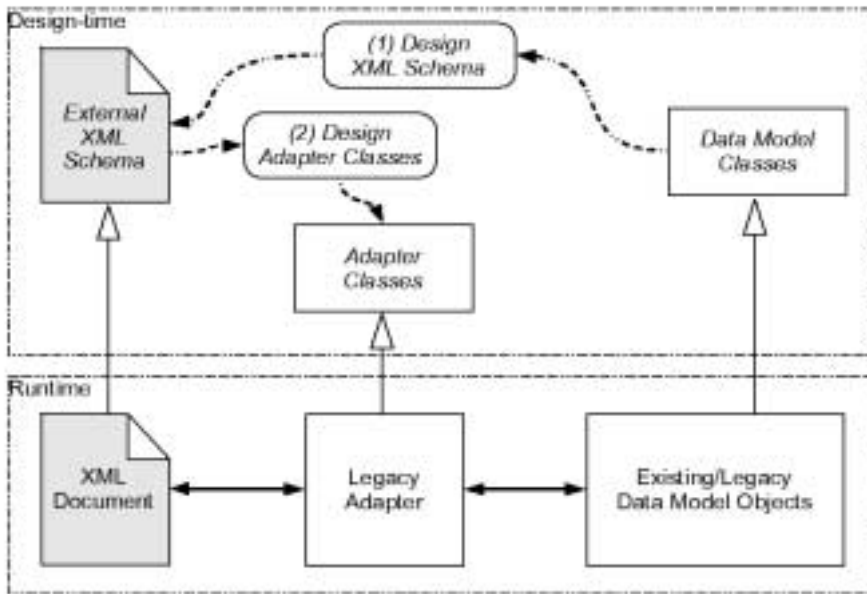 Design-time
(1) Design
XML Schema
External
XML
Schema
(2) Design
Adapter Classes
Data Model
Classes
Adapter
Classes
Runtime
XML
Document
Legacy
Adapter
Existing/Legacy
Data Model Objects